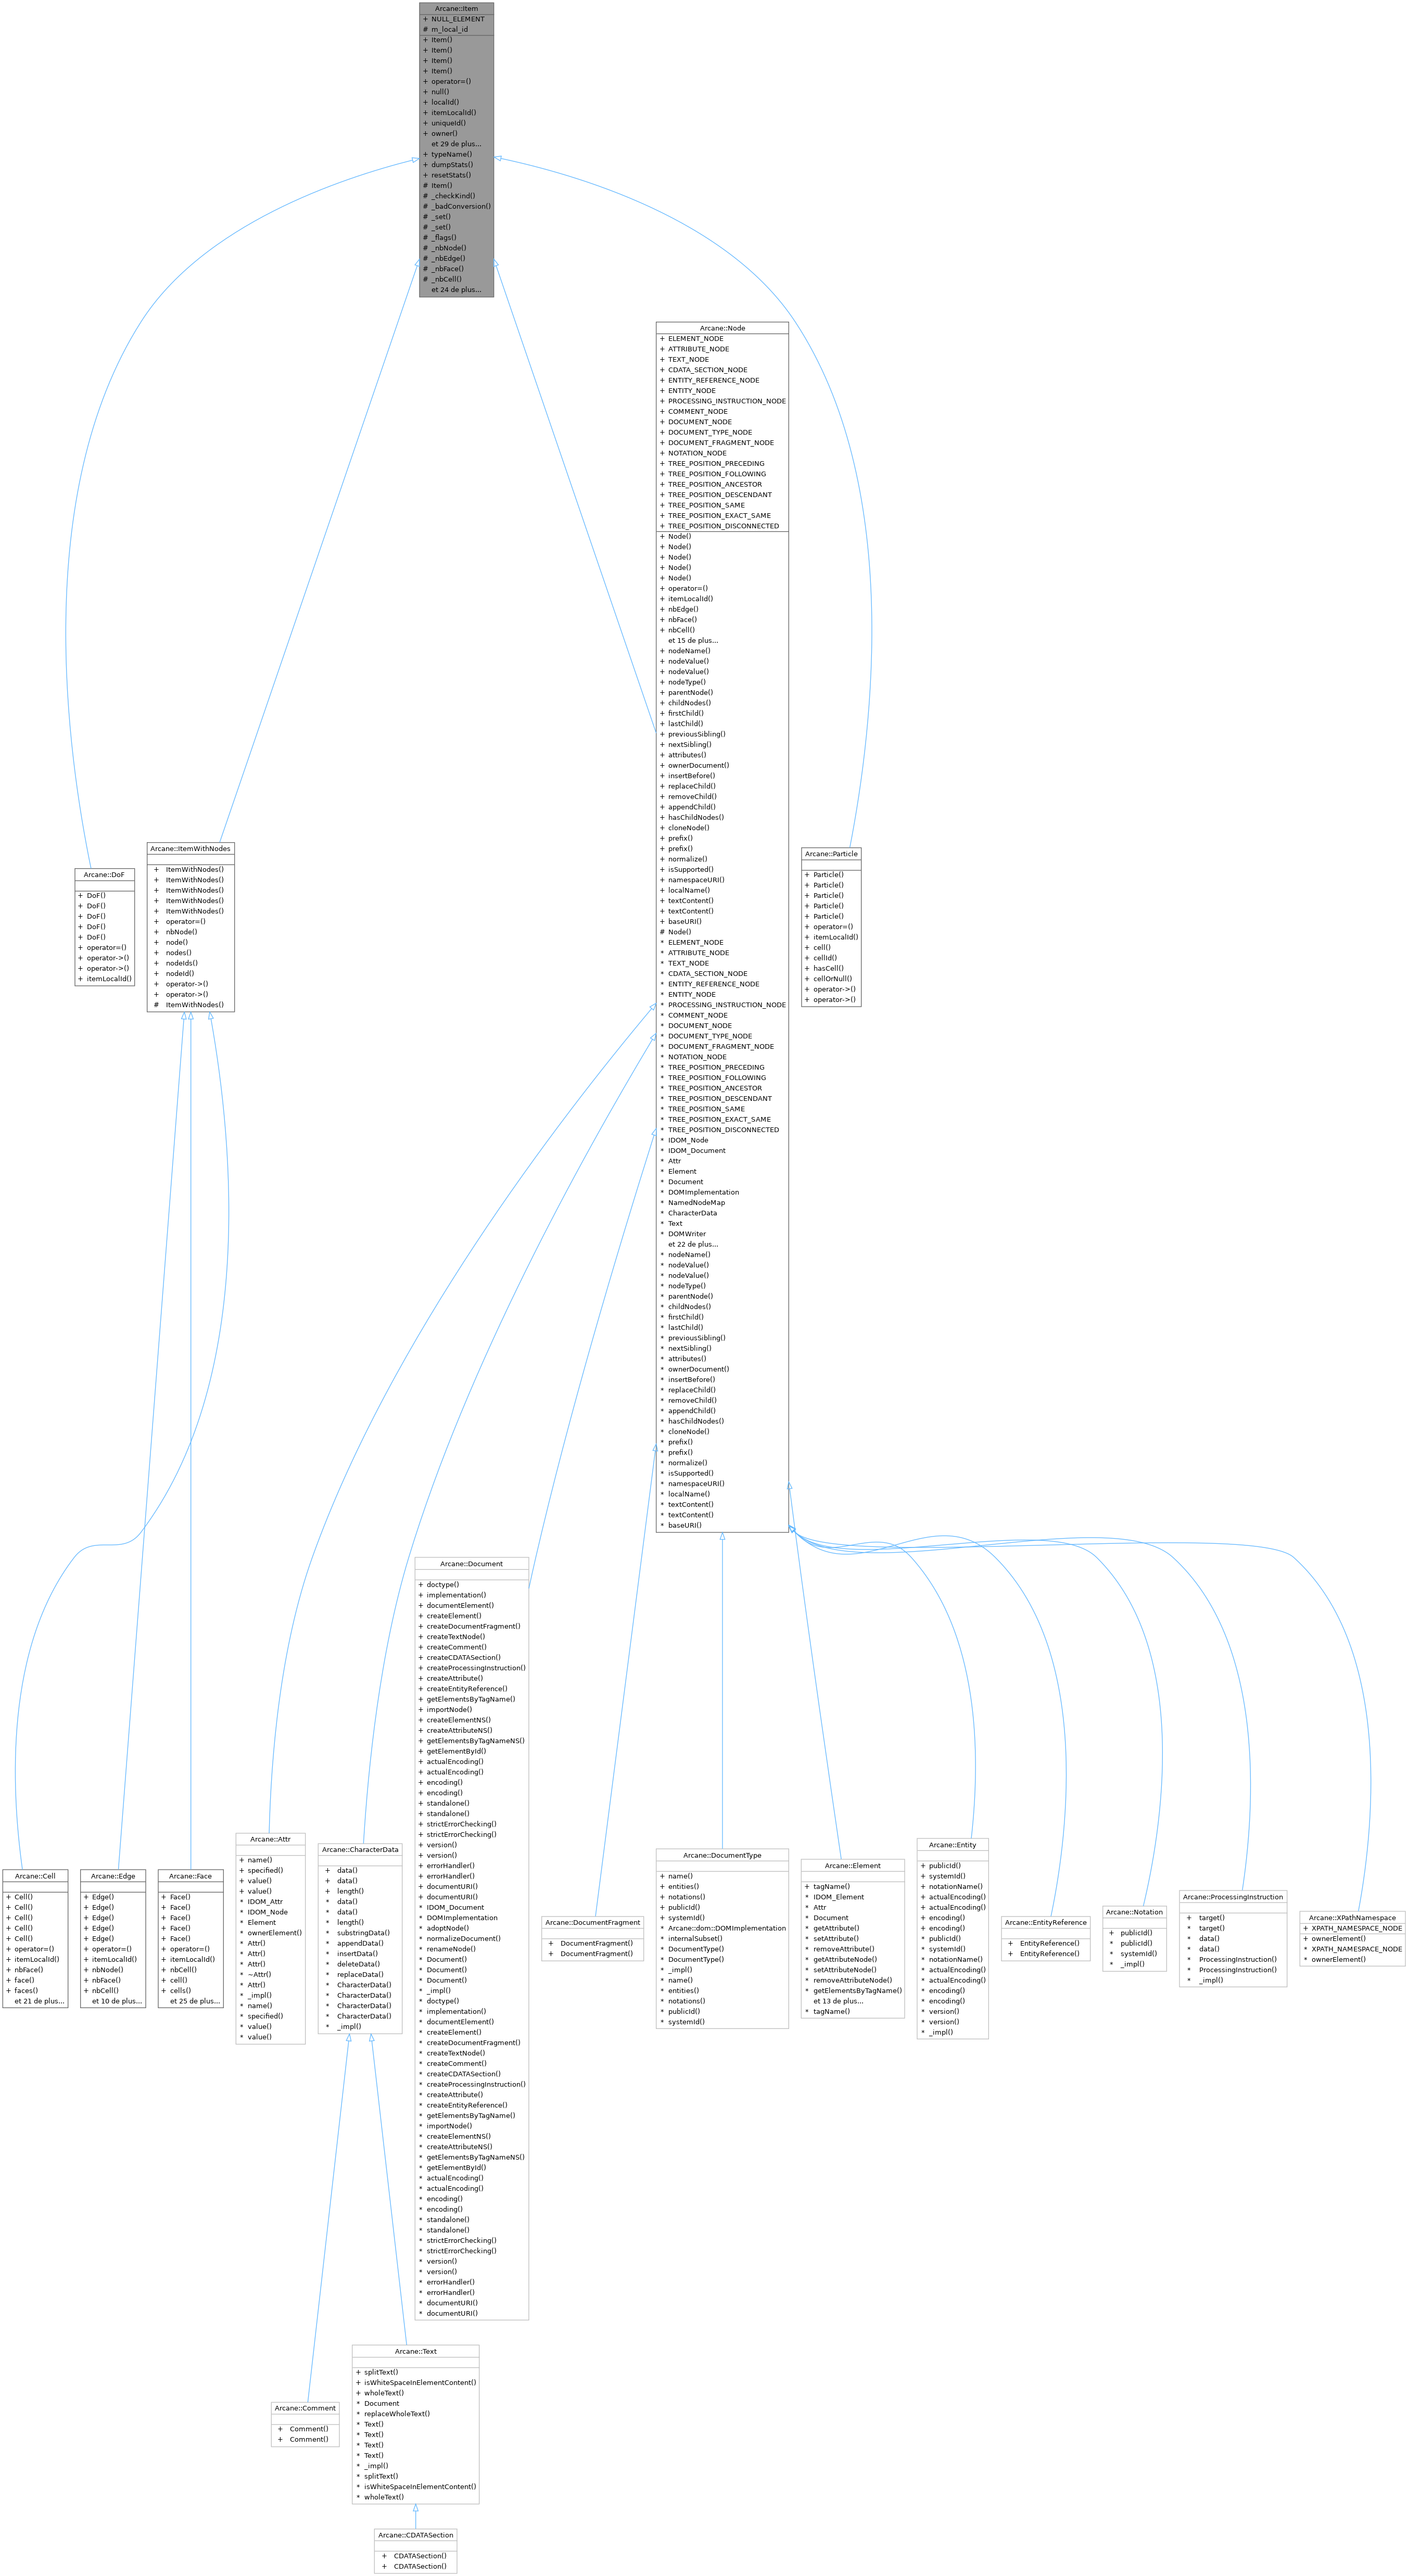 Arcane::Item
+ NULL_ELEMENT
# m_local_id
+ Item()
+ Item()
+ Item()
+ Item()
+ operator=()
+ null()
+ localId()
+ itemLocalId()
+ uniqueId()
+ owner()
et 29 de plus...
+ typeName()
+ dumpStats()
+ resetStats()
# Item()
# _checkKind()
# _badConversion()
# _set()
# _set()
# _flags()
# _nbNode()
# _nbEdge()
# _nbFace()
# _nbCell()
et 24 de plus...
Arcane::Node
+ ELEMENT_NODE
+ ATTRIBUTE_NODE
+ TEXT_NODE
+ CDATA_SECTION_NODE
+ ENTITY_REFERENCE_NODE
+ ENTITY_NODE
+ PROCESSING_INSTRUCTION_NODE
+ COMMENT_NODE
+ DOCUMENT_NODE
+ DOCUMENT_TYPE_NODE
+ DOCUMENT_FRAGMENT_NODE
+ NOTATION_NODE
+ TREE_POSITION_PRECEDING
+ TREE_POSITION_FOLLOWING
+ TREE_POSITION_ANCESTOR
+ TREE_POSITION_DESCENDANT
+ TREE_POSITION_SAME
+ TREE_POSITION_EXACT_SAME
+ TREE_POSITION_DISCONNECTED
+ Node()
+ Node()
+ Node()
+ Node()
+ Node()
+ operator=()
+ itemLocalId()
+ nbEdge()
+ nbFace()
+ nbCell()
et 15 de plus...
+ nodeName()
+ nodeValue()
+ nodeValue()
+ nodeType()
+ parentNode()
+ childNodes()
+ firstChild()
+ lastChild()
+ previousSibling()
+ nextSibling()
+ attributes()
+ ownerDocument()
+ insertBefore()
+ replaceChild()
+ removeChild()
+ appendChild()
+ hasChildNodes()
+ cloneNode()
+ prefix()
+ prefix()
+ normalize()
+ isSupported()
+ namespaceURI()
+ localName()
+ textContent()
+ textContent()
+ baseURI()
# Node()
* ELEMENT_NODE
* ATTRIBUTE_NODE
* TEXT_NODE
* CDATA_SECTION_NODE
* ENTITY_REFERENCE_NODE
* ENTITY_NODE
* PROCESSING_INSTRUCTION_NODE
* COMMENT_NODE
* DOCUMENT_NODE
* DOCUMENT_TYPE_NODE
* DOCUMENT_FRAGMENT_NODE
* NOTATION_NODE
* TREE_POSITION_PRECEDING
* TREE_POSITION_FOLLOWING
* TREE_POSITION_ANCESTOR
* TREE_POSITION_DESCENDANT
* TREE_POSITION_SAME
* TREE_POSITION_EXACT_SAME
* TREE_POSITION_DISCONNECTED
* IDOM_Node
* IDOM_Document
* Attr
* Element
* Document
* DOMImplementation
* NamedNodeMap
* CharacterData
* Text
* DOMWriter
et 22 de plus...
* nodeName()
* nodeValue()
* nodeValue()
* nodeType()
* parentNode()
* childNodes()
* firstChild()
* lastChild()
* previousSibling()
* nextSibling()
* attributes()
* ownerDocument()
* insertBefore()
* replaceChild()
* removeChild()
* appendChild()
* hasChildNodes()
* cloneNode()
* prefix()
* prefix()
* normalize()
* isSupported()
* namespaceURI()
* localName()
* textContent()
* textContent()
* baseURI()
Arcane::DoF
+ DoF()
+ DoF()
+ DoF()
+ DoF()
+ DoF()
+ operator=()
+ operator->()
+ operator->()
+ itemLocalId()
Arcane::ItemWithNodes
+ ItemWithNodes()
+ ItemWithNodes()
+ ItemWithNodes()
+ ItemWithNodes()
+ ItemWithNodes()
+ operator=()
+ nbNode()
+ node()
+ nodes()
+ nodeIds()
+ nodeId()
+ operator->()
+ operator->()
# ItemWithNodes()
Arcane::Particle
+ Particle()
+ Particle()
+ Particle()
+ Particle()
+ Particle()
+ operator=()
+ itemLocalId()
+ cell()
+ cellId()
+ hasCell()
+ cellOrNull()
+ operator->()
+ operator->()
Arcane::Cell
+ Cell()
+ Cell()
+ Cell()
+ Cell()
+ Cell()
+ operator=()
+ itemLocalId()
+ nbFace()
+ face()
+ faces()
et 21 de plus...
Arcane::Edge
+ Edge()
+ Edge()
+ Edge()
+ Edge()
+ Edge()
+ operator=()
+ itemLocalId()
+ nbNode()
+ nbFace()
+ nbCell()
et 10 de plus...
Arcane::Face
+ Face()
+ Face()
+ Face()
+ Face()
+ Face()
+ operator=()
+ itemLocalId()
+ nbCell()
+ cell()
+ cells()
et 25 de plus...
Arcane::Attr
+ name()
+ specified()
+ value()
+ value()
* IDOM_Attr
* IDOM_Node
* Element
* ownerElement()
* Attr()
* Attr()
* Attr()
* ~Attr()
* Attr()
* _impl()
* name()
* specified()
* value()
* value()
Arcane::CharacterData
+ data()
+ data()
+ length()
* data()
* data()
* length()
* substringData()
* appendData()
* insertData()
* deleteData()
* replaceData()
* CharacterData()
* CharacterData()
* CharacterData()
* CharacterData()
* _impl()
Arcane::Document
+ doctype()
+ implementation()
+ documentElement()
+ createElement()
+ createDocumentFragment()
+ createTextNode()
+ createComment()
+ createCDATASection()
+ createProcessingInstruction()
+ createAttribute()
+ createEntityReference()
+ getElementsByTagName()
+ importNode()
+ createElementNS()
+ createAttributeNS()
+ getElementsByTagNameNS()
+ getElementById()
+ actualEncoding()
+ actualEncoding()
+ encoding()
+ encoding()
+ standalone()
+ standalone()
+ strictErrorChecking()
+ strictErrorChecking()
+ version()
+ version()
+ errorHandler()
+ errorHandler()
+ documentURI()
+ documentURI()
* IDOM_Document
* DOMImplementation
* adoptNode()
* normalizeDocument()
* renameNode()
* Document()
* Document()
* Document()
* _impl()
* doctype()
* implementation()
* documentElement()
* createElement()
* createDocumentFragment()
* createTextNode()
* createComment()
* createCDATASection()
* createProcessingInstruction()
* createAttribute()
* createEntityReference()
* getElementsByTagName()
* importNode()
* createElementNS()
* createAttributeNS()
* getElementsByTagNameNS()
* getElementById()
* actualEncoding()
* actualEncoding()
* encoding()
* encoding()
* standalone()
* standalone()
* strictErrorChecking()
* strictErrorChecking()
* version()
* version()
* errorHandler()
* errorHandler()
* documentURI()
* documentURI()
Arcane::DocumentFragment
+ DocumentFragment()
+ DocumentFragment()
Arcane::DocumentType
+ name()
+ entities()
+ notations()
+ publicId()
+ systemId()
* Arcane::dom::DOMImplementation
* internalSubset()
* DocumentType()
* DocumentType()
* _impl()
* name()
* entities()
* notations()
* publicId()
* systemId()
Arcane::Element
+ tagName()
* IDOM_Element
* Attr
* Document
* getAttribute()
* setAttribute()
* removeAttribute()
* getAttributeNode()
* setAttributeNode()
* removeAttributeNode()
* getElementsByTagName()
et 13 de plus...
* tagName()
Arcane::Entity
+ publicId()
+ systemId()
+ notationName()
+ actualEncoding()
+ actualEncoding()
+ encoding()
+ encoding()
* publicId()
* systemId()
* notationName()
* actualEncoding()
* actualEncoding()
* encoding()
* encoding()
* version()
* version()
* _impl()
Arcane::EntityReference
+ EntityReference()
+ EntityReference()
Arcane::Notation
+ publicId()
* publicId()
* systemId()
* _impl()
Arcane::ProcessingInstruction
+ target()
* target()
* data()
* data()
* ProcessingInstruction()
* ProcessingInstruction()
* _impl()
Arcane::XPathNamespace
+ XPATH_NAMESPACE_NODE
+ ownerElement()
* XPATH_NAMESPACE_NODE
* ownerElement()
Arcane::Comment
+ Comment()
+ Comment()
Arcane::Text
+ splitText()
+ isWhiteSpaceInElementContent()
+ wholeText()
* Document
* replaceWholeText()
* Text()
* Text()
* Text()
* Text()
* _impl()
* splitText()
* isWhiteSpaceInElementContent()
* wholeText()
Arcane::CDATASection
+ CDATASection()
+ CDATASection()